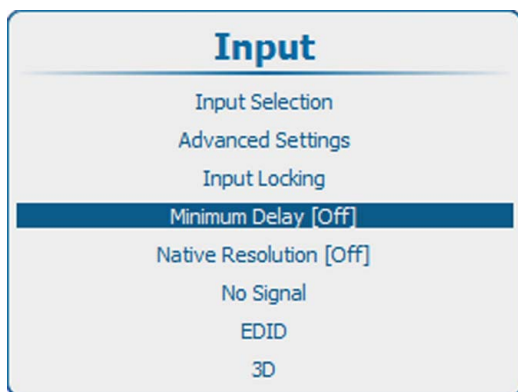 Input
Input Selection
Advanced Settings
Input Locking
Minimum Delay [Off]
Native Resolution [Off]
No Signal
EDID
3D